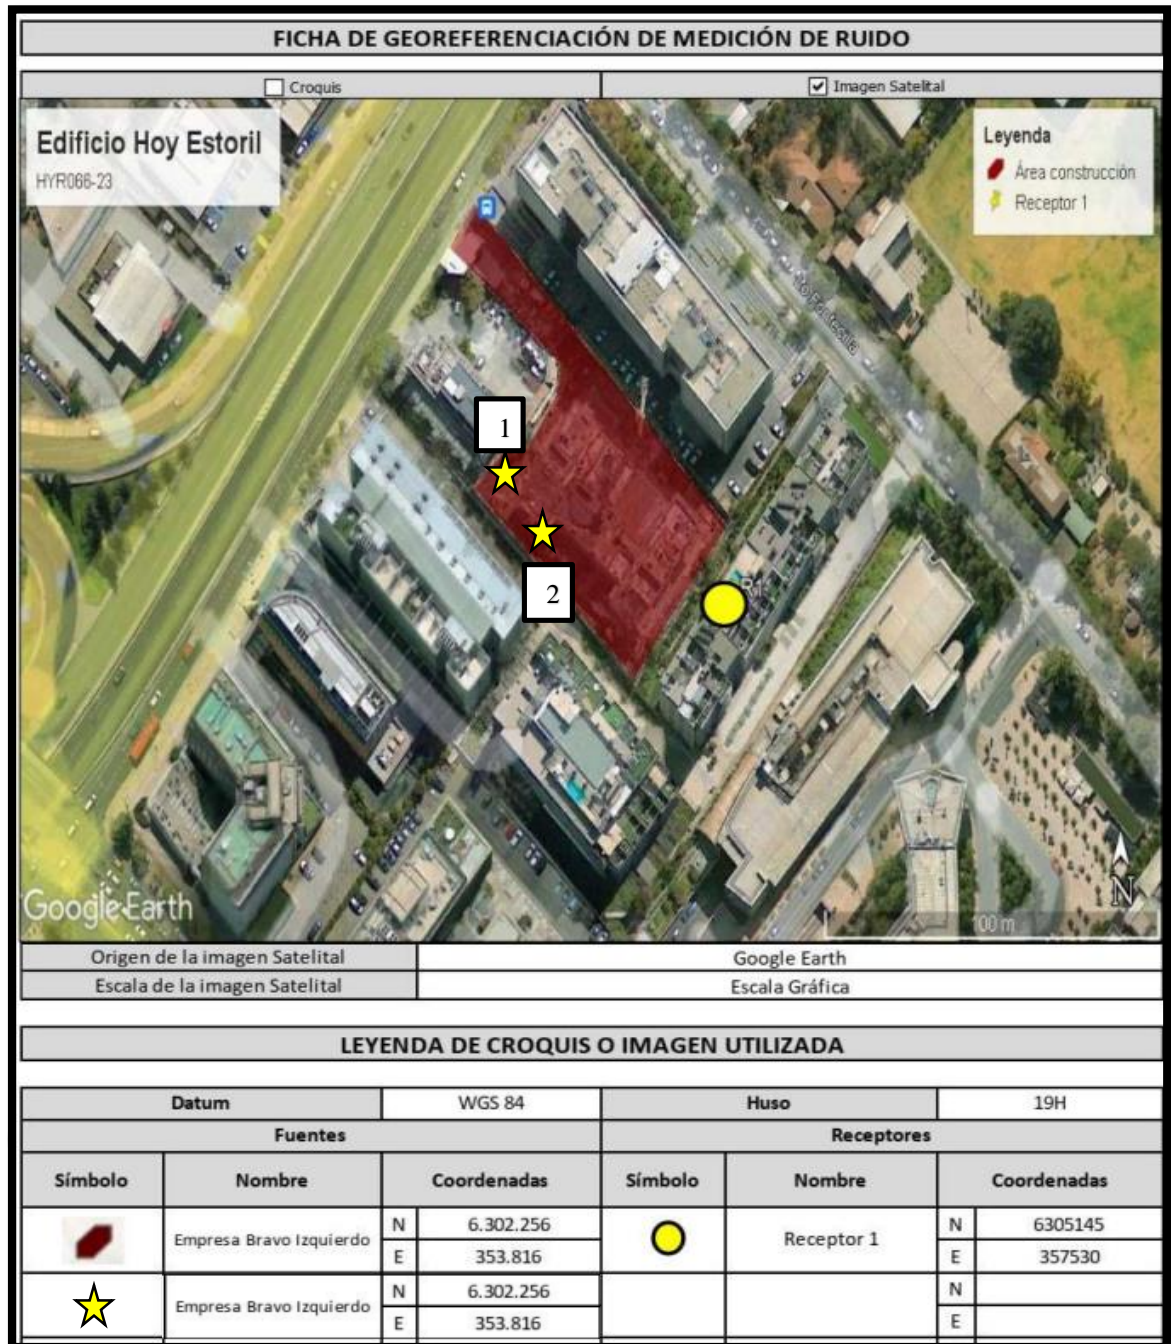 FICHA DE GEOREFERENCIACIÓN DE MEDICIÓN DE RUIDO
Croquis
Imagen Satelital
Edificio Hoy Estoril
HYR066-23
Leyenda
Área construcción
Receptor 1
1
2
Google Earth
100 m
N
Origen de la imagen Satelital
Google Earth
Escala de la imagen Satelital
Escala Gráfica
LEYENDA DE CROQUIS O IMAGEN UTILIZADA
Datum
WGS 84
Huso
19H
Fuentes
Receptores
Símbolo
Nombre
Coordenadas
Símbolo
Nombre
Coordenadas
Empresa Bravo Izquierdo
N
6.302.256
E
353.816
Receptor 1
N
6305145
E
357530
Empresa Bravo Izquierdo
N
6.302.256
E
353.816
N
E